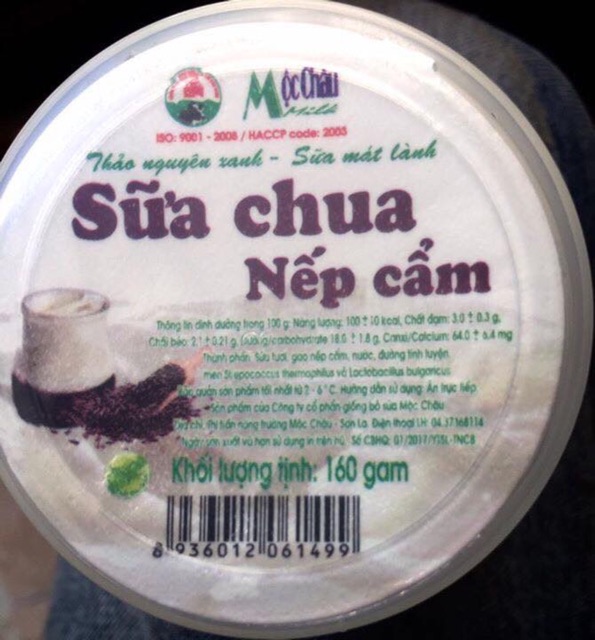 Mộc Châu
Milk
ISO: 9001 - 2008 / HACCP code: 2003
Thảo nguyên xanh - Sữa mát lành
Sữa chua
Nếp cẩm
Thông tin dinh dưỡng trong 100 g: Năng lượng: 100 ± 10 kcal, Chất đạm: 3.0 ± 0.3 g,
Chất béo: 2.1 ± 0.21 g, Đường/carbohydrate 18.0 ± 1.8 g, Canxi/Calcium: 64.0 ± 6.4 mg
Thành phần: Sữa tươi, gạo nếp cẩm, nước, đường tinh luyện,
men Streptococcus thermophilus và Lactobacillus bulgaricus
Bảo quản sản phẩm tốt nhất từ 2 - 6°C. Hướng dẫn sử dụng: Ăn trực tiếp
Sản phẩm của Công ty cổ phần giống bò sữa Mộc Châu
Địa chỉ, thị trấn nông trường Mộc Châu - Sơn La. Điện thoại LH: 04.37168114
Ngày sản xuất và hạn sử dụng in trên hũ. Số CBHQ: 01/2017/YTSL-TNCB
Khối lượng tịnh: 160 gam
8 936012 061499